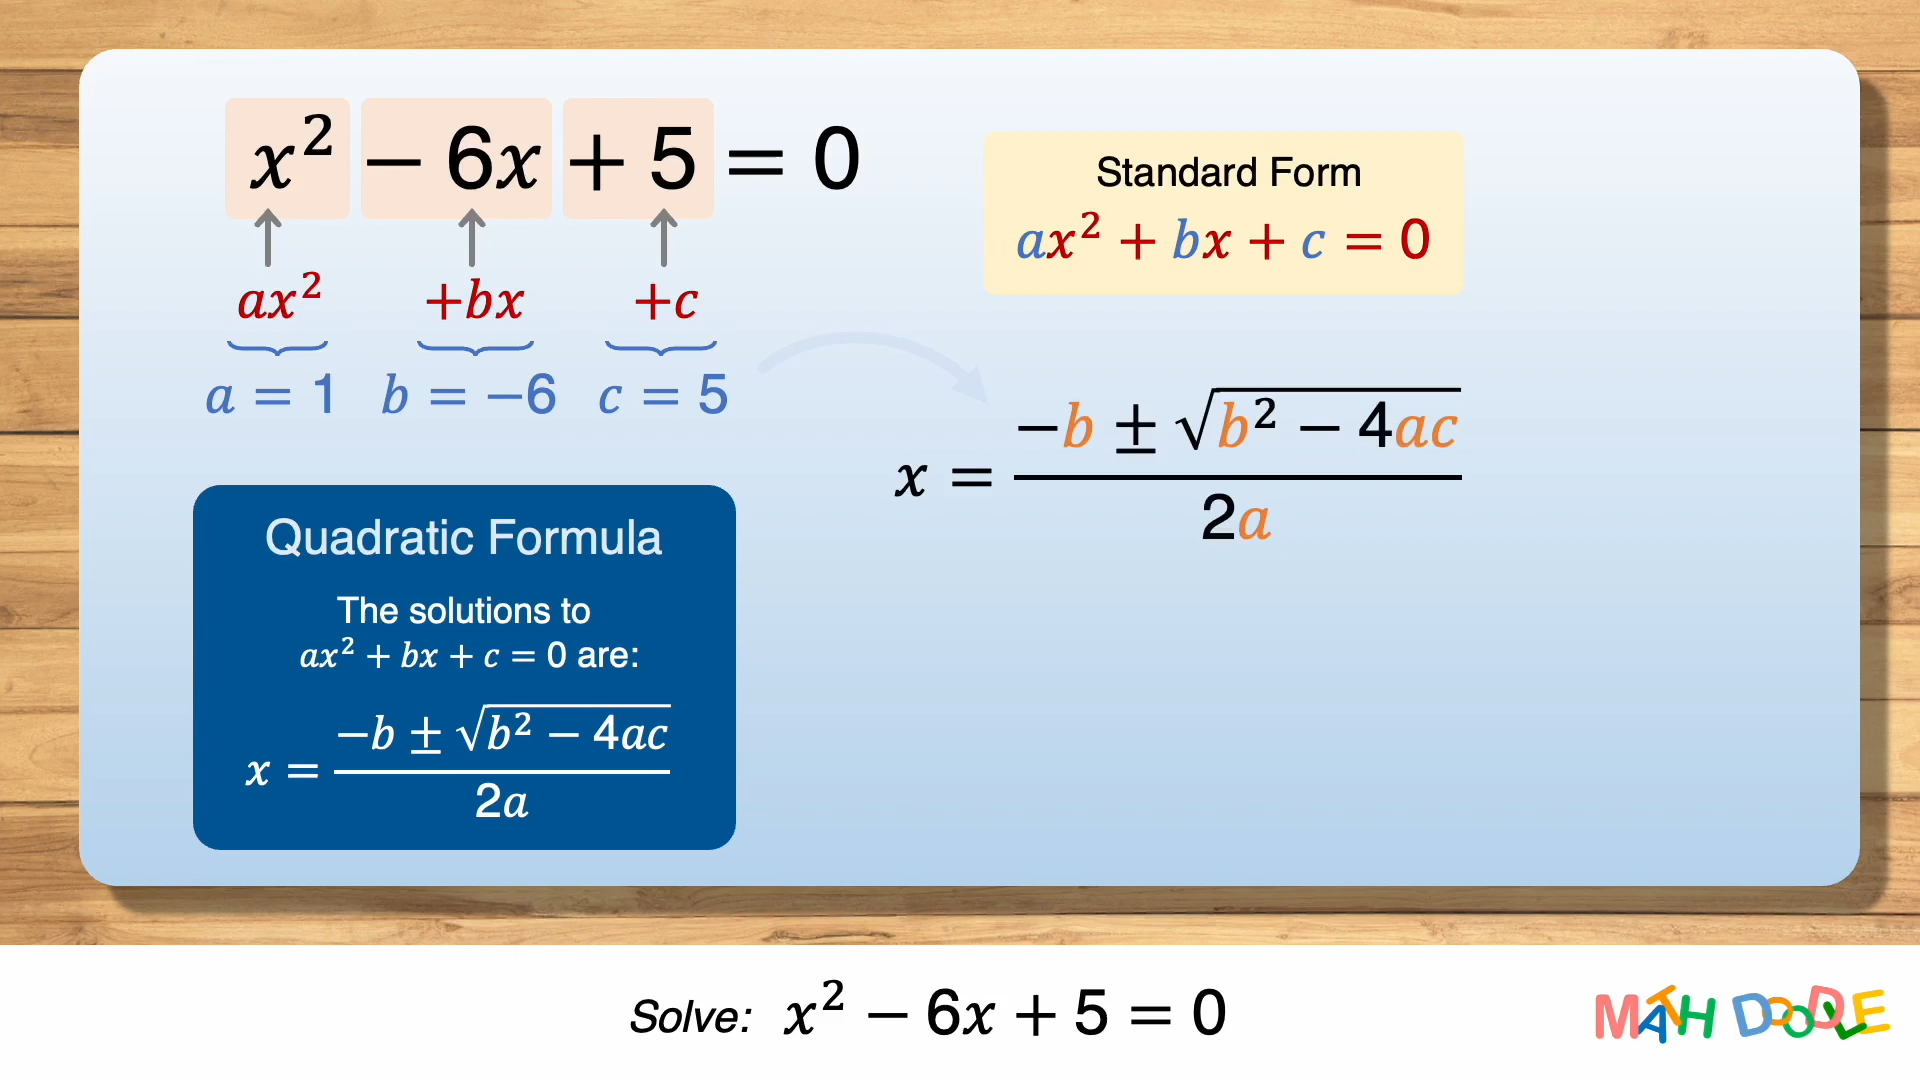 x² − 6x + 5 = 0
ax² +bx +c
a = 1 b = −6 c = 5
Standard Form
ax² + bx + c = 0
x = (−b ± √(b² − 4ac)) / 2a
Quadratic Formula
The solutions to
ax² + bx + c = 0 are:
x = (−b ± √(b² − 4ac)) / 2a
Solve: x² − 6x + 5 = 0
MATH DOODLE